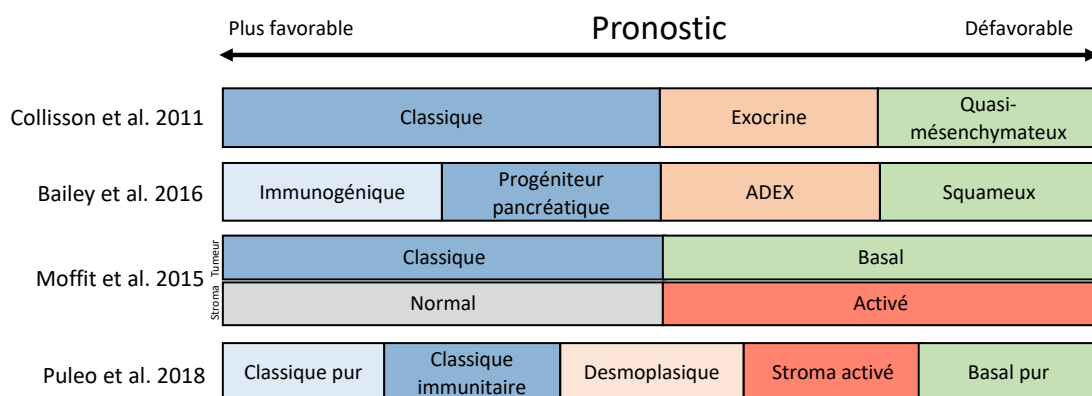 Plus favorable Pronostic Défavorable
Collisson et al. 2011 Classique Exocrine Quasi-
mésenchymateux
Bailey et al. 2016 Immunogénique Progéniteur
pancréatique ADEX Squameux
Moffit et al. 2015 Tumeur Classique Basal
Stroma Normal Activé
Puleo et al. 2018 Classique pur Classique
immunitaire Desmoplasique Stroma activé Basal pur